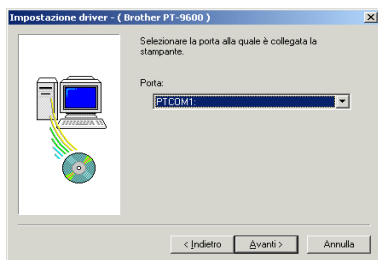 Impostazione driver - ( Brother PT-9600 )
Selezionare la porta alla quale è collegata la
stampante.
Porta:
PTCOM1:
< Indietro
Avanti >
Annulla